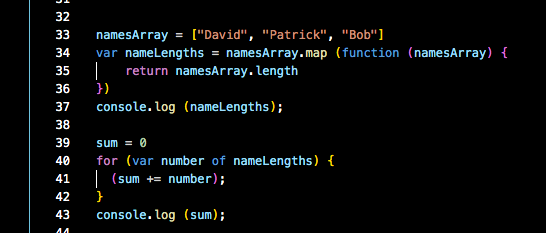 32
33 namesArray = ["David", "Patrick", "Bob"]
34 var nameLengths = namesArray.map (function (namesArray) {
35     return namesArray.length
36 })
37 console.log (nameLengths);
38
39 sum = 0
40 for (var number of nameLengths) {
41   (sum += number);
42 }
43 console.log (sum);